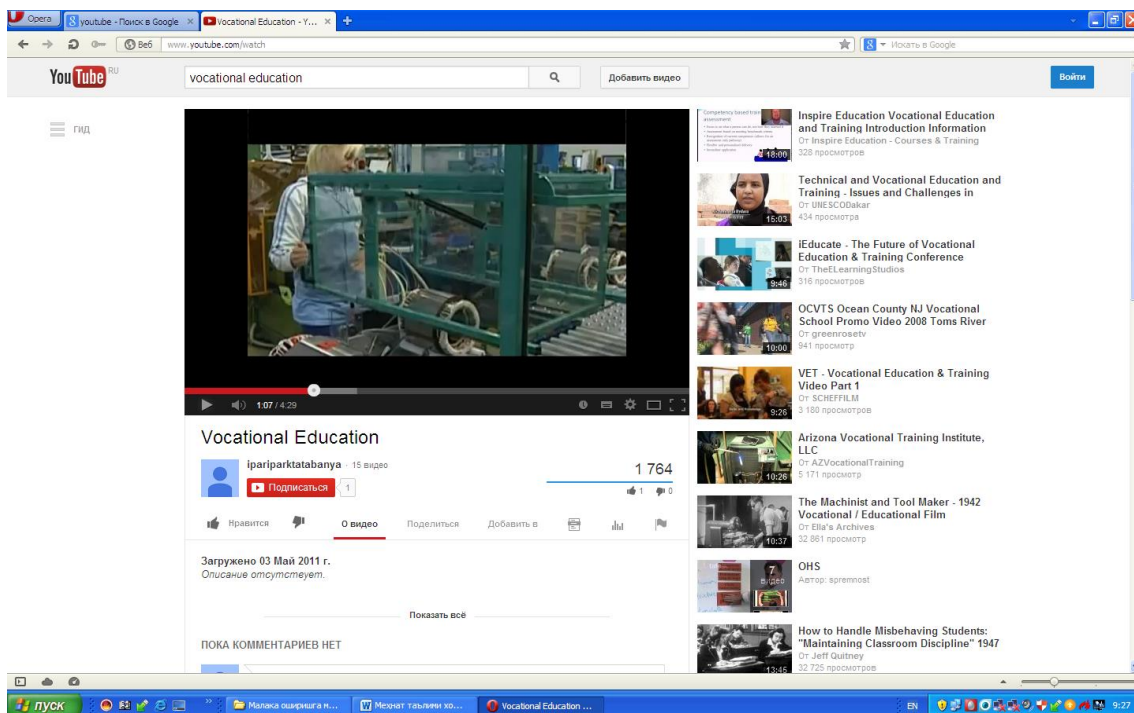 Opera
youtube - Поиск в Google
Vocational Education - Y...
Веб www.youtube.com/watch
Искать в Google
YouTube RU
vocational education
Добавить видео
Войти
ГИД
1:07 / 4:29
Vocational Education
ipariparktatabanya · 15 видео
Подписаться 1
1 764
1 0
Нравится
О видео
Поделиться
Добавить в
Загружено 03 Май 2011 г.
Описание отсутствует.
Показать всё
ПОКА КОММЕНТАРИЕВ НЕТ
Competency based
assessment
18:00
Inspire Education Vocational Education
and Training Introduction Information
От Inspire Education - Courses & Training
328 просмотров
15:03
Technical and Vocational Education and
Training - Issues and Challenges in
От UNESCODakar
434 просмотра
9:46
iEducate - The Future of Vocational
Education & Training Conference
От TheELearningStudios
316 просмотров
10:00
OCVTS Ocean County NJ Vocational
School Promo Video 2008 Toms River
От greenrosetv
941 просмотр
9:26
VET - Vocational Education & Training
Video Part 1
От SCHEFFILM
3 180 просмотров
10:26
Arizona Vocational Training Institute,
LLC
От AZVocationalTraining
5 171 просмотр
10:37
The Machinist and Tool Maker - 1942
Vocational / Educational Film
От Ella's Archives
32 861 просмотр
7
видео
OHS
Автор: spremnost
13:46
How to Handle Misbehaving Students:
"Maintaining Classroom Discipline" 1947
От Jeff Quitney
32 725 просмотров
пуск
Малака оширишга н...
Мехнат таълими хо...
Vocational Education ...
EN
9:27